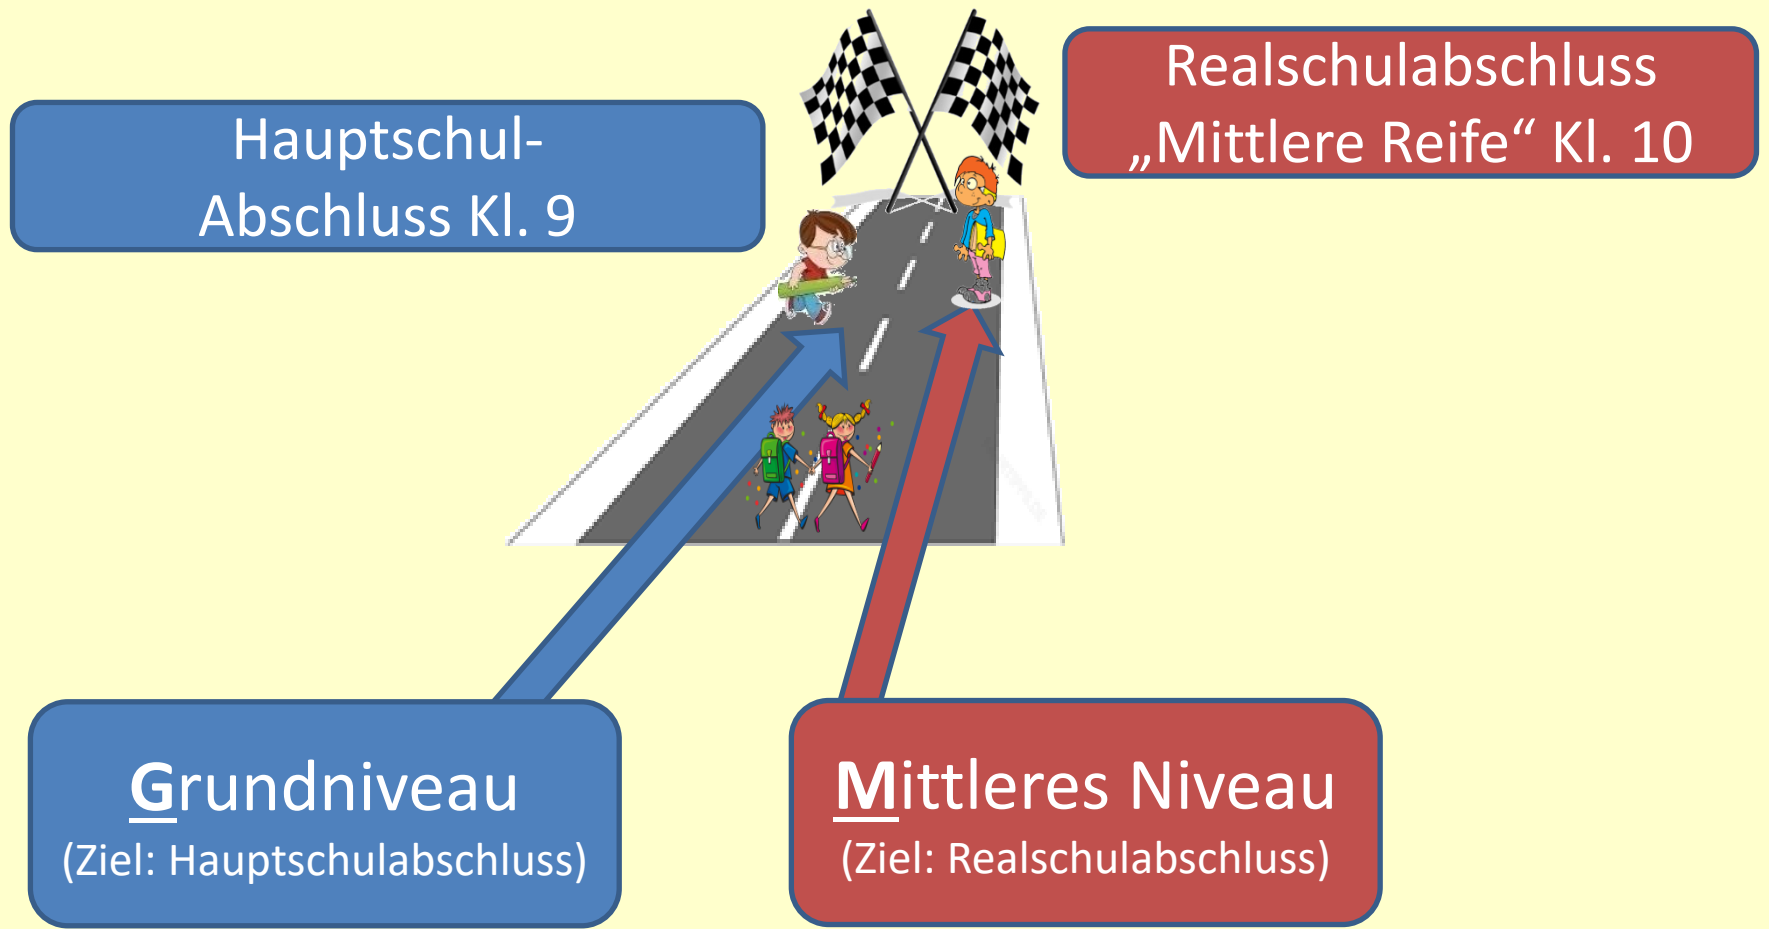 Hauptschul-
Abschluss Kl. 9
Realschulabschluss
„Mittlere Reife“ Kl. 10
Grundniveau
(Ziel: Hauptschulabschluss)
Mittleres Niveau
(Ziel: Realschulabschluss)